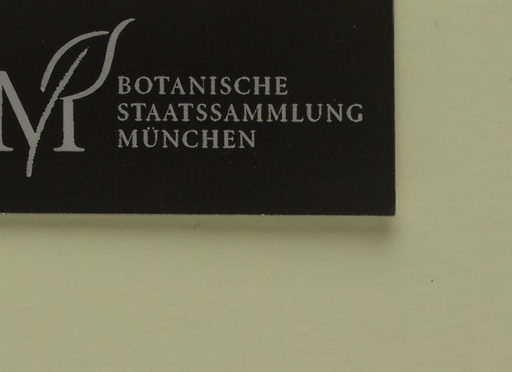 M
BOTANISCHE
STAATSSAMMLUNG
MÜNCHEN